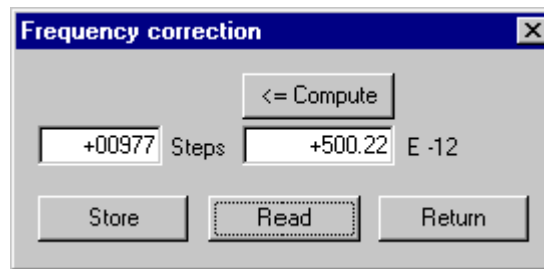 Frequency correction
<= Compute
+00977 Steps +500.22 E -12
Store Read Return